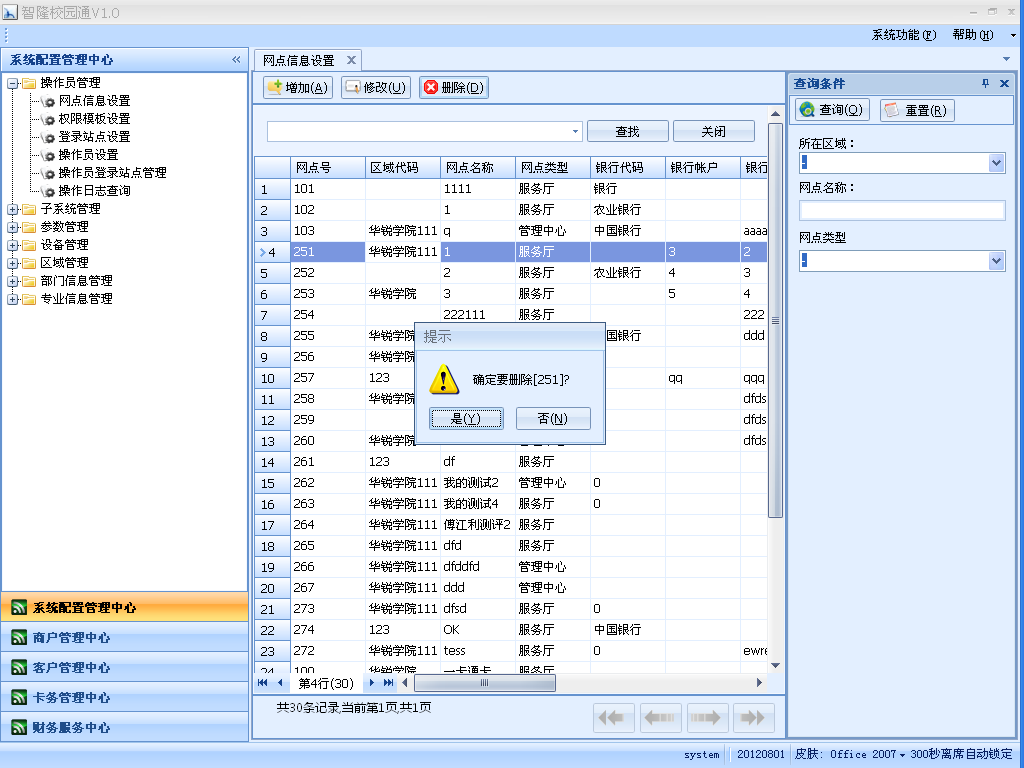 智隆校园通V1.0
系统功能(F) 帮助(H)
系统配置管理中心
操作员管理
网点信息设置
权限模板设置
登录站点设置
操作员设置
操作员登录站点管理
操作日志查询
子系统管理
参数管理
设备管理
区域管理
部门信息管理
专业信息管理
系统配置管理中心
商户管理中心
客户管理中心
卡务管理中心
财务服务中心
网点信息设置
增加(A) 修改(U) 删除(D)
查找 关闭
网点号 区域代码 网点名称 网点类型 银行代码 银行帐户 银行
1 101 1111 服务厅 银行
2 102 1 服务厅 农业银行
3 103 华锐学院111 q 管理中心 中国银行 aaaa
4 251 华锐学院111 1 服务厅 3 2
5 252 2 服务厅 农业银行 4 3
6 253 华锐学院 3 服务厅 5 4
7 254 222111 服务厅 222
8 255 华锐学院 国银行 ddd
9 256 华锐学院
10 257 123 qq qqq
11 258 华锐学院 dfds
12 259 dfds
13 260 华锐学院 dfds
14 261 123 df 服务厅
15 262 华锐学院111 我的测试2 管理中心 0
16 263 华锐学院111 我的测试4 服务厅 0
17 264 华锐学院111 傅江利测评2 服务厅
18 265 华锐学院111 dfd 服务厅
19 266 华锐学院111 dfddfd 管理中心
20 267 华锐学院111 ddd 管理中心
21 273 华锐学院111 dfsd 服务厅 0
22 274 123 OK 服务厅 中国银行
23 272 华锐学院111 tess 服务厅 0 ewre
24 100 华锐学院 一卡通卡 服务厅
第4行(30)
共30条记录,当前第1页,共1页
提示
确定要删除[251]?
是(Y) 否(N)
查询条件
查询(Q) 重置(R)
所在区域：
网点名称：
网点类型
system 20120801 皮肤: Office 2007 300秒离席自动锁定